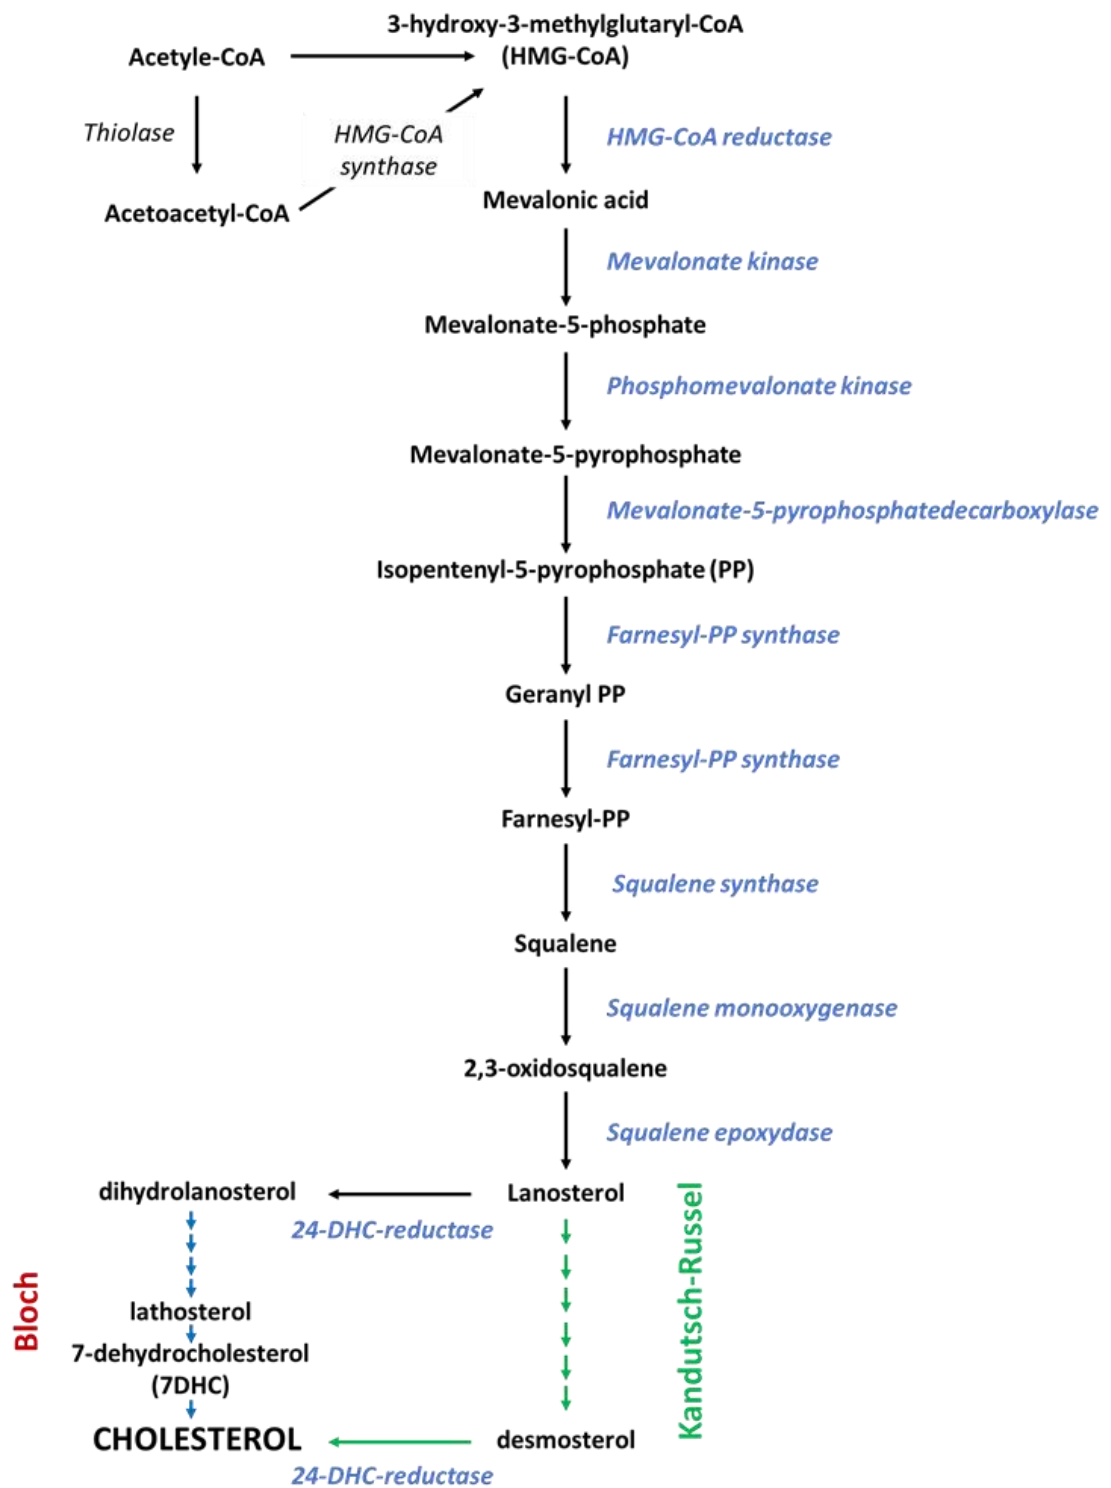 3-hydroxy-3-methylglutaryl-CoA
Acetyle-CoA
(HMG-CoA)
Thiolase
HMG-CoA
synthase
HMG-CoA reductase
Acetoacetyl-CoA
Mevalonic acid
Mevalonate kinase
Mevalonate-5-phosphate
Phosphomevalonate kinase
Mevalonate-5-pyrophosphate
Mevalonate-5-pyrophosphatedecarboxylase
Isopentenyl-5-pyrophosphate (PP)
Farnesyl-PP synthase
Geranyl PP
Farnesyl-PP synthase
Farnesyl-PP
Squalene synthase
Squalene
Squalene monooxygenase
2,3-oxidosqualene
Squalene epoxydase
dihydrolanosterol
Lanosterol
24-DHC-reductase
Bloch
Kandutsch-Russel
lathosterol
7-dehydrocholesterol
(7DHC)
CHOLESTEROL
desmosterol
24-DHC-reductase